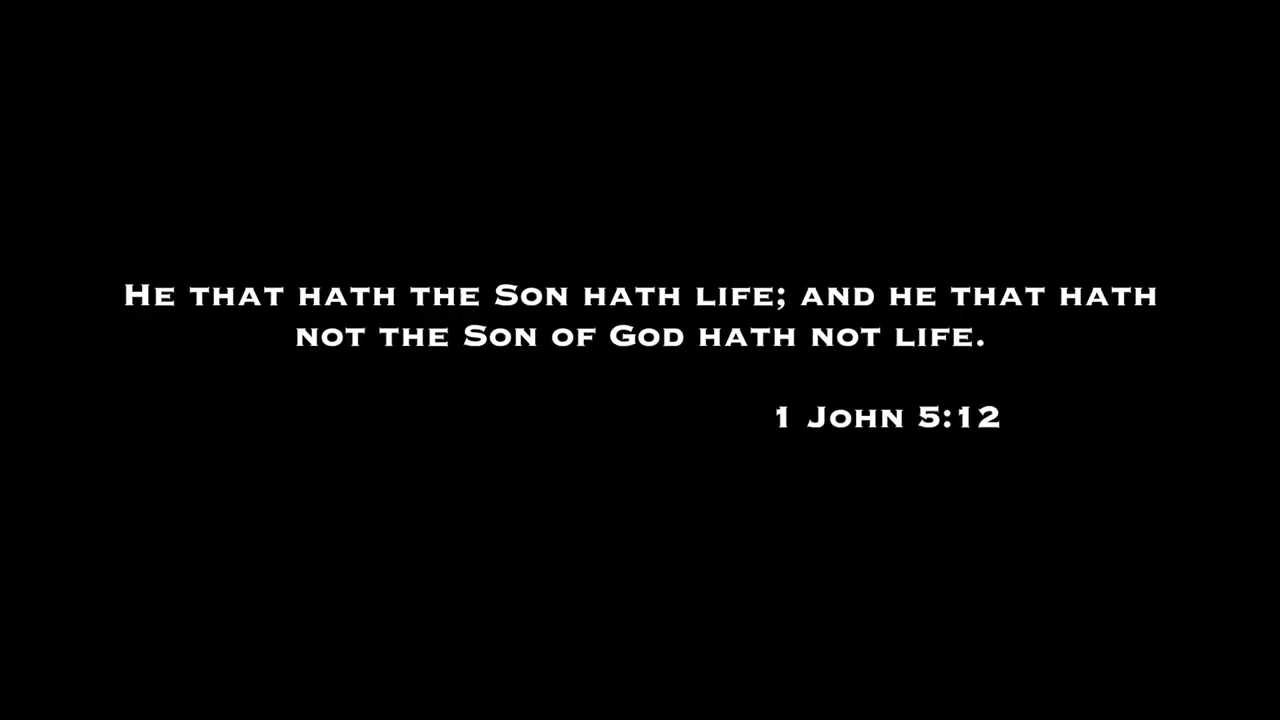 He that hath the Son hath life; and he that hath
not the Son of God hath not life.
1 John 5:12